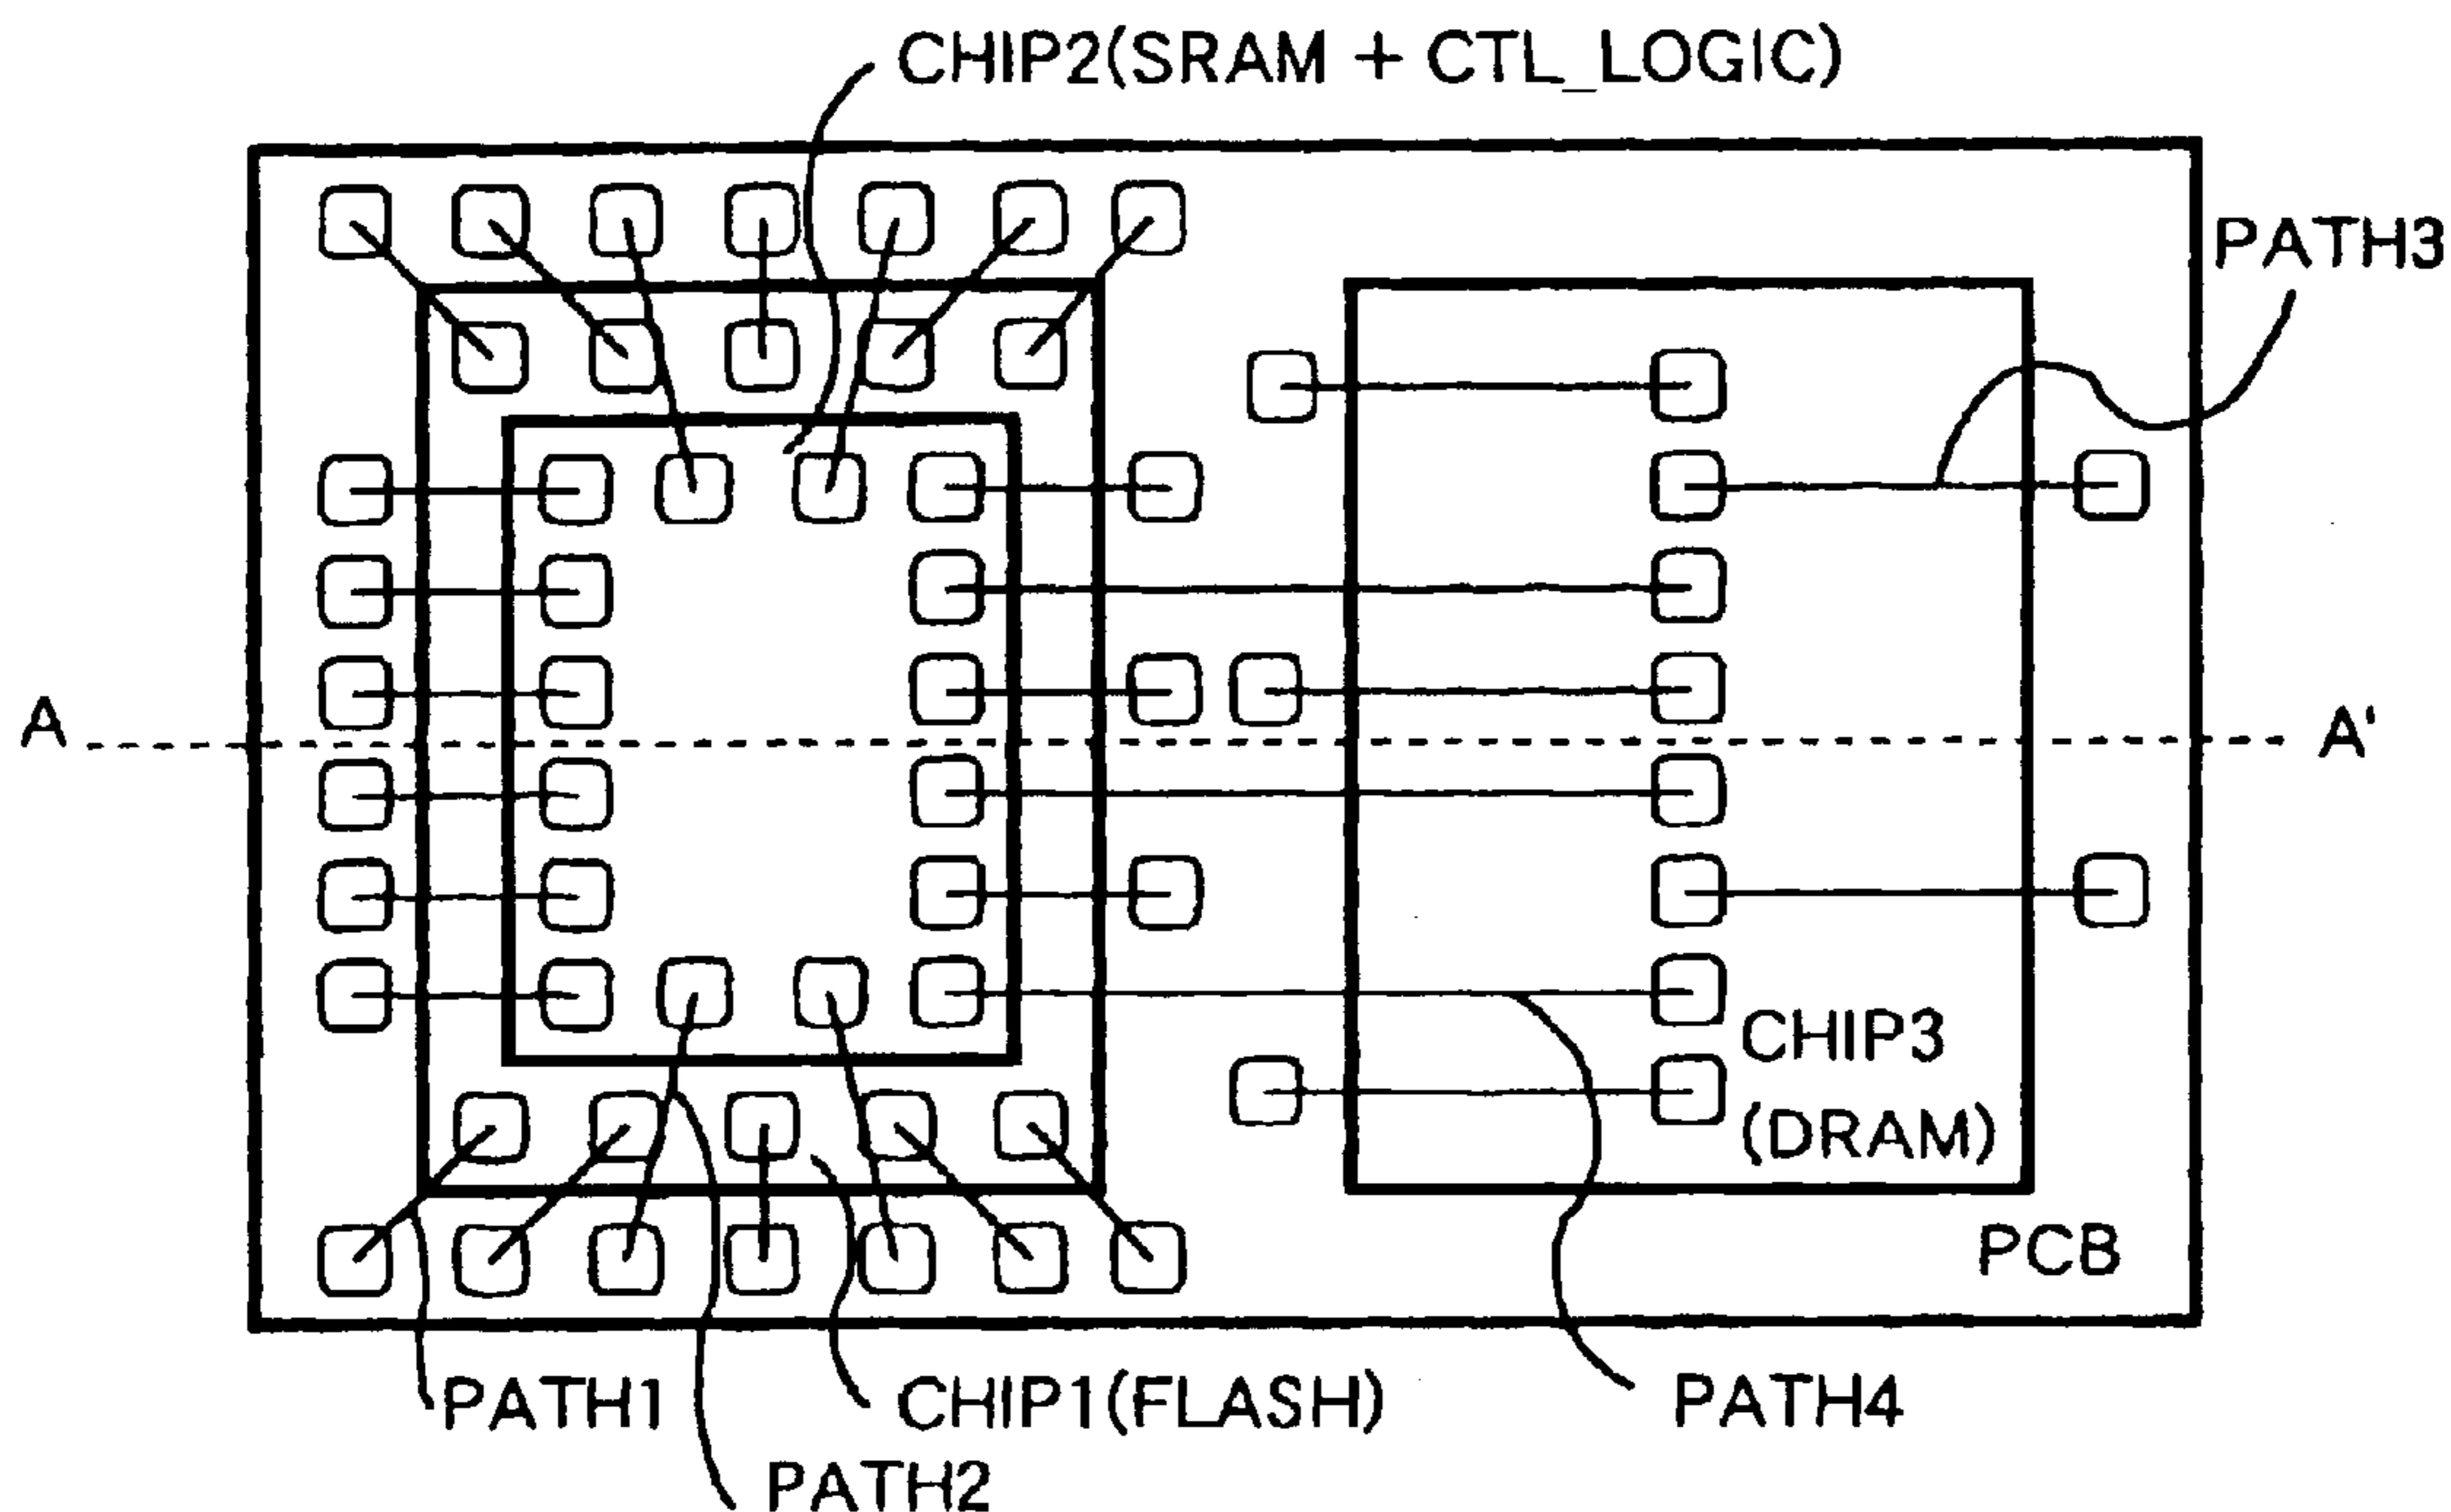 CHIP2(SRAM + CTL_LOGIC)
PATH3
A
A'
CHIP3
(DRAM)
PCB
PATH1
CHIP1(FLASH)
PATH4
PATH2